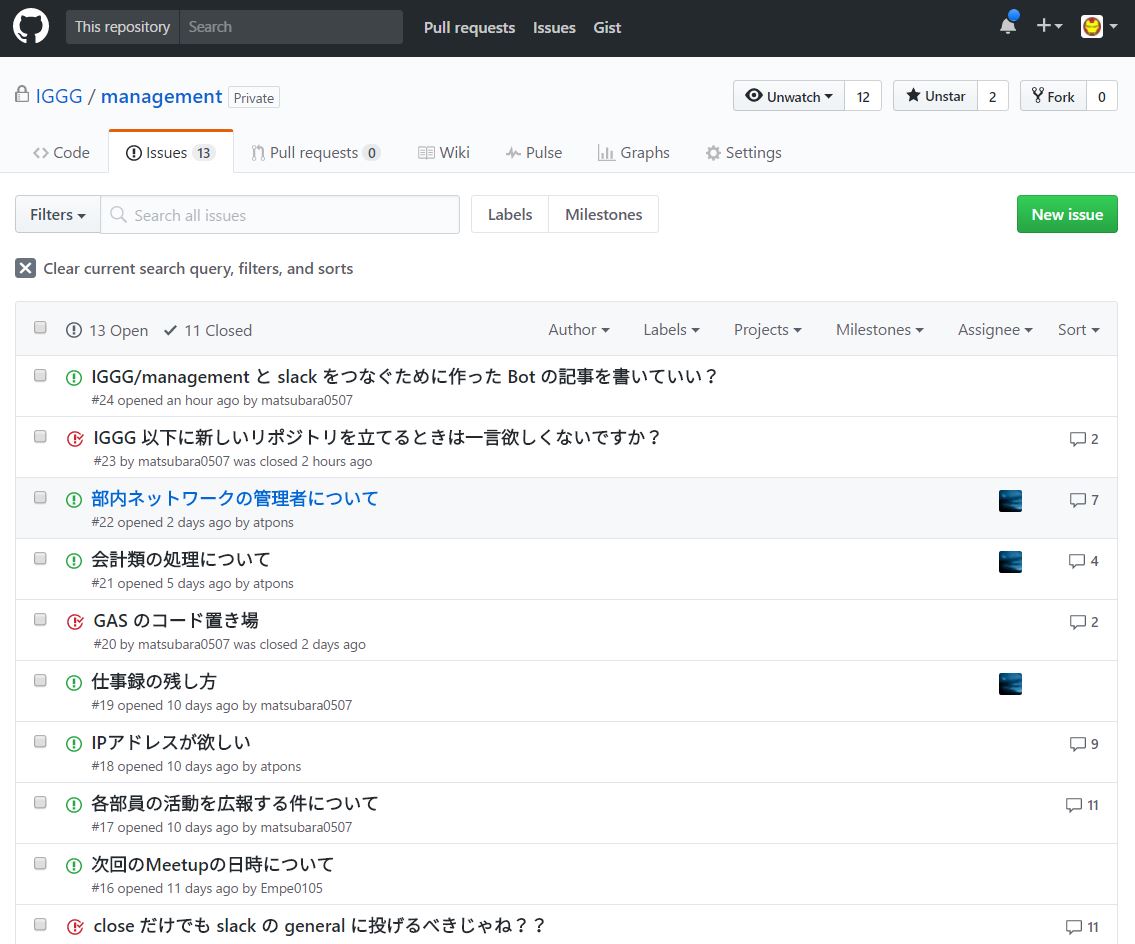 This repository Search Pull requests Issues Gist
IGGG / management Private Unwatch 12 Unstar 2 Fork 0
Code Issues 13 Pull requests 0 Wiki Pulse Graphs Settings
Filters Search all issues Labels Milestones New issue
Clear current search query, filters, and sorts
13 Open 11 Closed Author Labels Projects Milestones Assignee Sort
IGGG/management と slack をつなぐために作った Bot の記事を書いていい？
#24 opened an hour ago by matsubara0507
IGGG 以下に新しいリポジトリを立てるときは一言欲しくないですか？ 2
#23 by matsubara0507 was closed 2 hours ago
部内ネットワークの管理者について 7
#22 opened 2 days ago by atpons
会計類の処理について 4
#21 opened 5 days ago by atpons
GAS のコード置き場 2
#20 by matsubara0507 was closed 2 days ago
仕事録の残し方
#19 opened 10 days ago by matsubara0507
IPアドレスが欲しい 9
#18 opened 10 days ago by atpons
各部員の活動を広報する件について 11
#17 opened 10 days ago by matsubara0507
次回のMeetupの日時について
#16 opened 11 days ago by Empe0105
close だけでも slack の general に投げるべきじゃね？？ 11